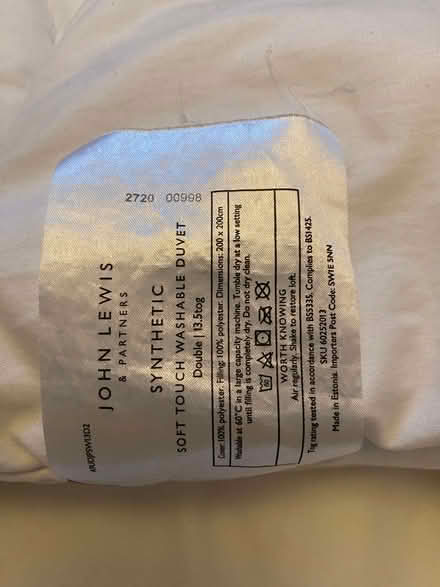 2720 00998
JOHN LEWIS
& PARTNERS
SYNTHETIC
SOFT TOUCH WASHABLE DUVET
Double | 13.5tog
Cover: 100% polyester. Filling: 100% polyester. Dimensions: 200 x 200cm
Washable at 60°C in a large capacity machine. Tumble dry at a low setting
until filling is completely dry. Do not dry clean.
WORTH KNOWING
Air regularly. Shake to restore loft.
Tog rating tested in accordance with BS5335. Complies to BS1425.
SKU 60252013
Made in Estonia. Importers Post Code: SW1E 5NN